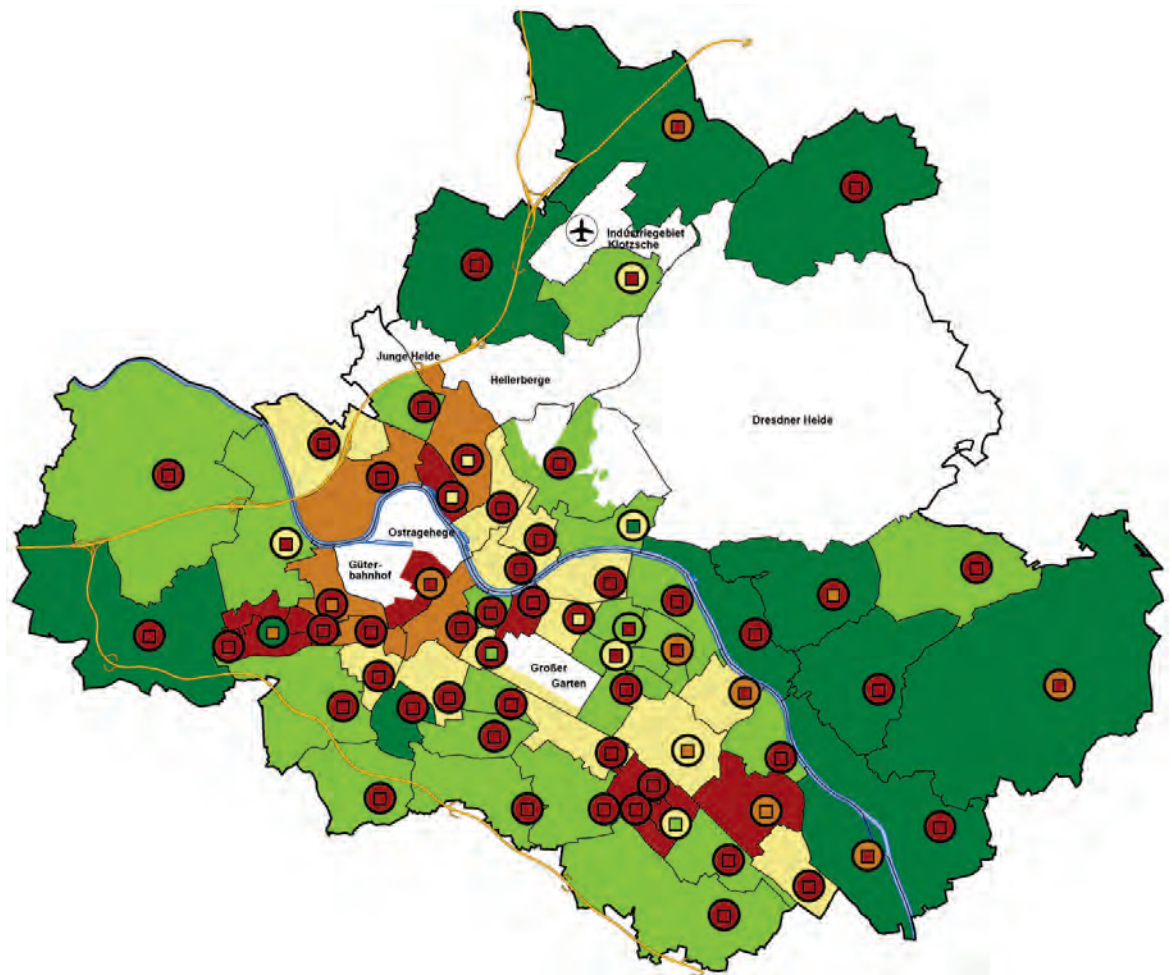 Industriegebiet
Klotzsche
Junge Heide
Hellerberge
Dresdner Heide
Ostragehege
Güter-
bahnhof
Großer
Garten